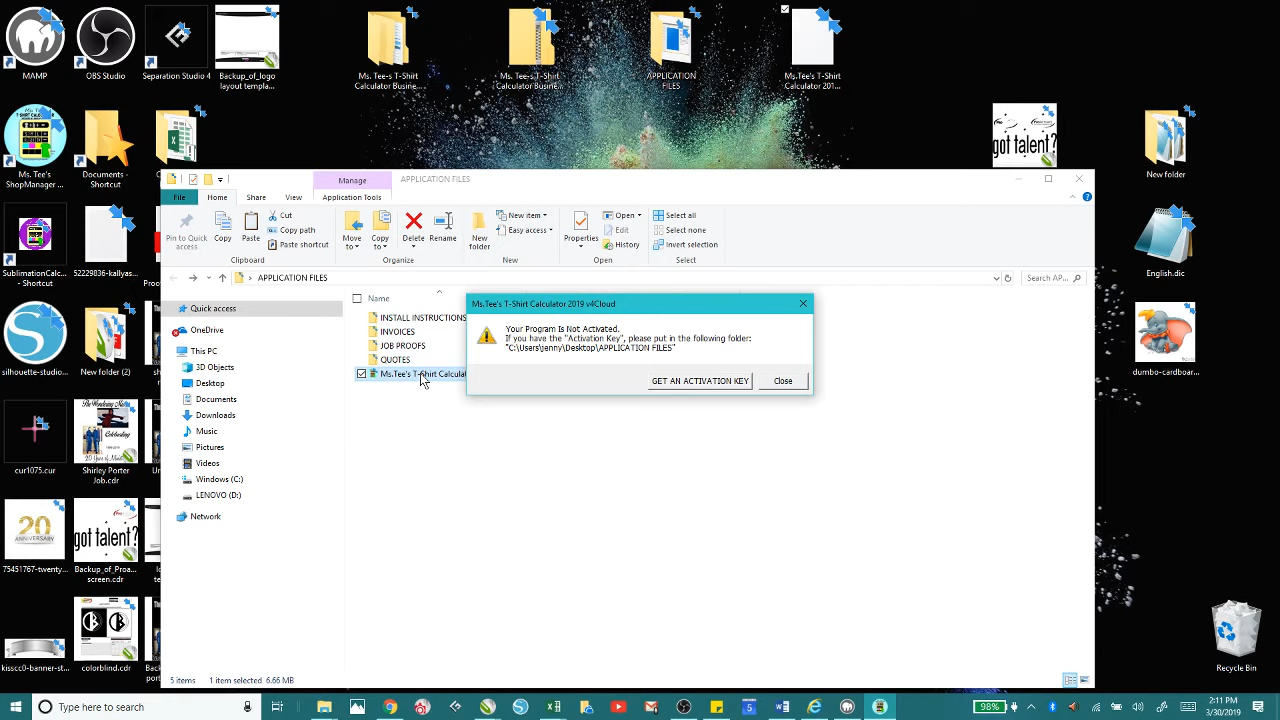 MAMP
OBS Studio
Separation Studio 4
Backup_of_logo
layout templa...
Ms. Tee-s T-Shirt
Calculator Busine...
Ms. Tee-s T-Shirt
Calculator Busine...
APPLICATION
FILES
Ms.Tee's T-Shirt
Calculator 201...
Ms. Tee's
ShopManager ...
Documents -
Shortcut
got talent?
New folder
SublimationCalc...
- Shortcut
52229836-kallyas...
English.dic
silhouette-studio...
New folder (2)
dumbo-cardboar...
cur1075.cur
Shirley Porter
Job.cdr
20
ANNIVERSARY
75451767-twenty...
got talent?
Backup_of_Proa...
screen.cdr
kisscc0-banner-st...
colorblind.cdr
Recycle Bin
Manage
APPLICATION FILES
File
Home
Share
View
Application Tools
Pin to Quick
access
Copy
Paste
Cut
Copy path
Paste shortcut
Clipboard
Move
to
Copy
to
Delete
Rename
Organize
New
folder
New item
Easy access
New
Properties
Open
Edit
History
Open
Select all
Select none
Invert selection
Select
APPLICATION FILES
Search AP...
Quick access
OneDrive
This PC
3D Objects
Desktop
Documents
Downloads
Music
Pictures
Videos
Windows (C:)
LENOVO (D:)
Network
Name
INSTALL INSTRUCTIONS
INVOICES
JOB PROOFS
QUOTES
Ms.Tee's T-Shirt Calculat
Ms.Tee's T-Shirt Calculator 2019 v4Cloud
Your Program Is Not Activated.
If you have the "Activation Key", please put in the following folder:
"C:\Users\jenny\Desktop\APPLICATION FILES"
GET AN ACTIVATION KEY
Close
5 items
1 item selected 6.66 MB
Type here to search
98%
2:11 PM
3/30/2019